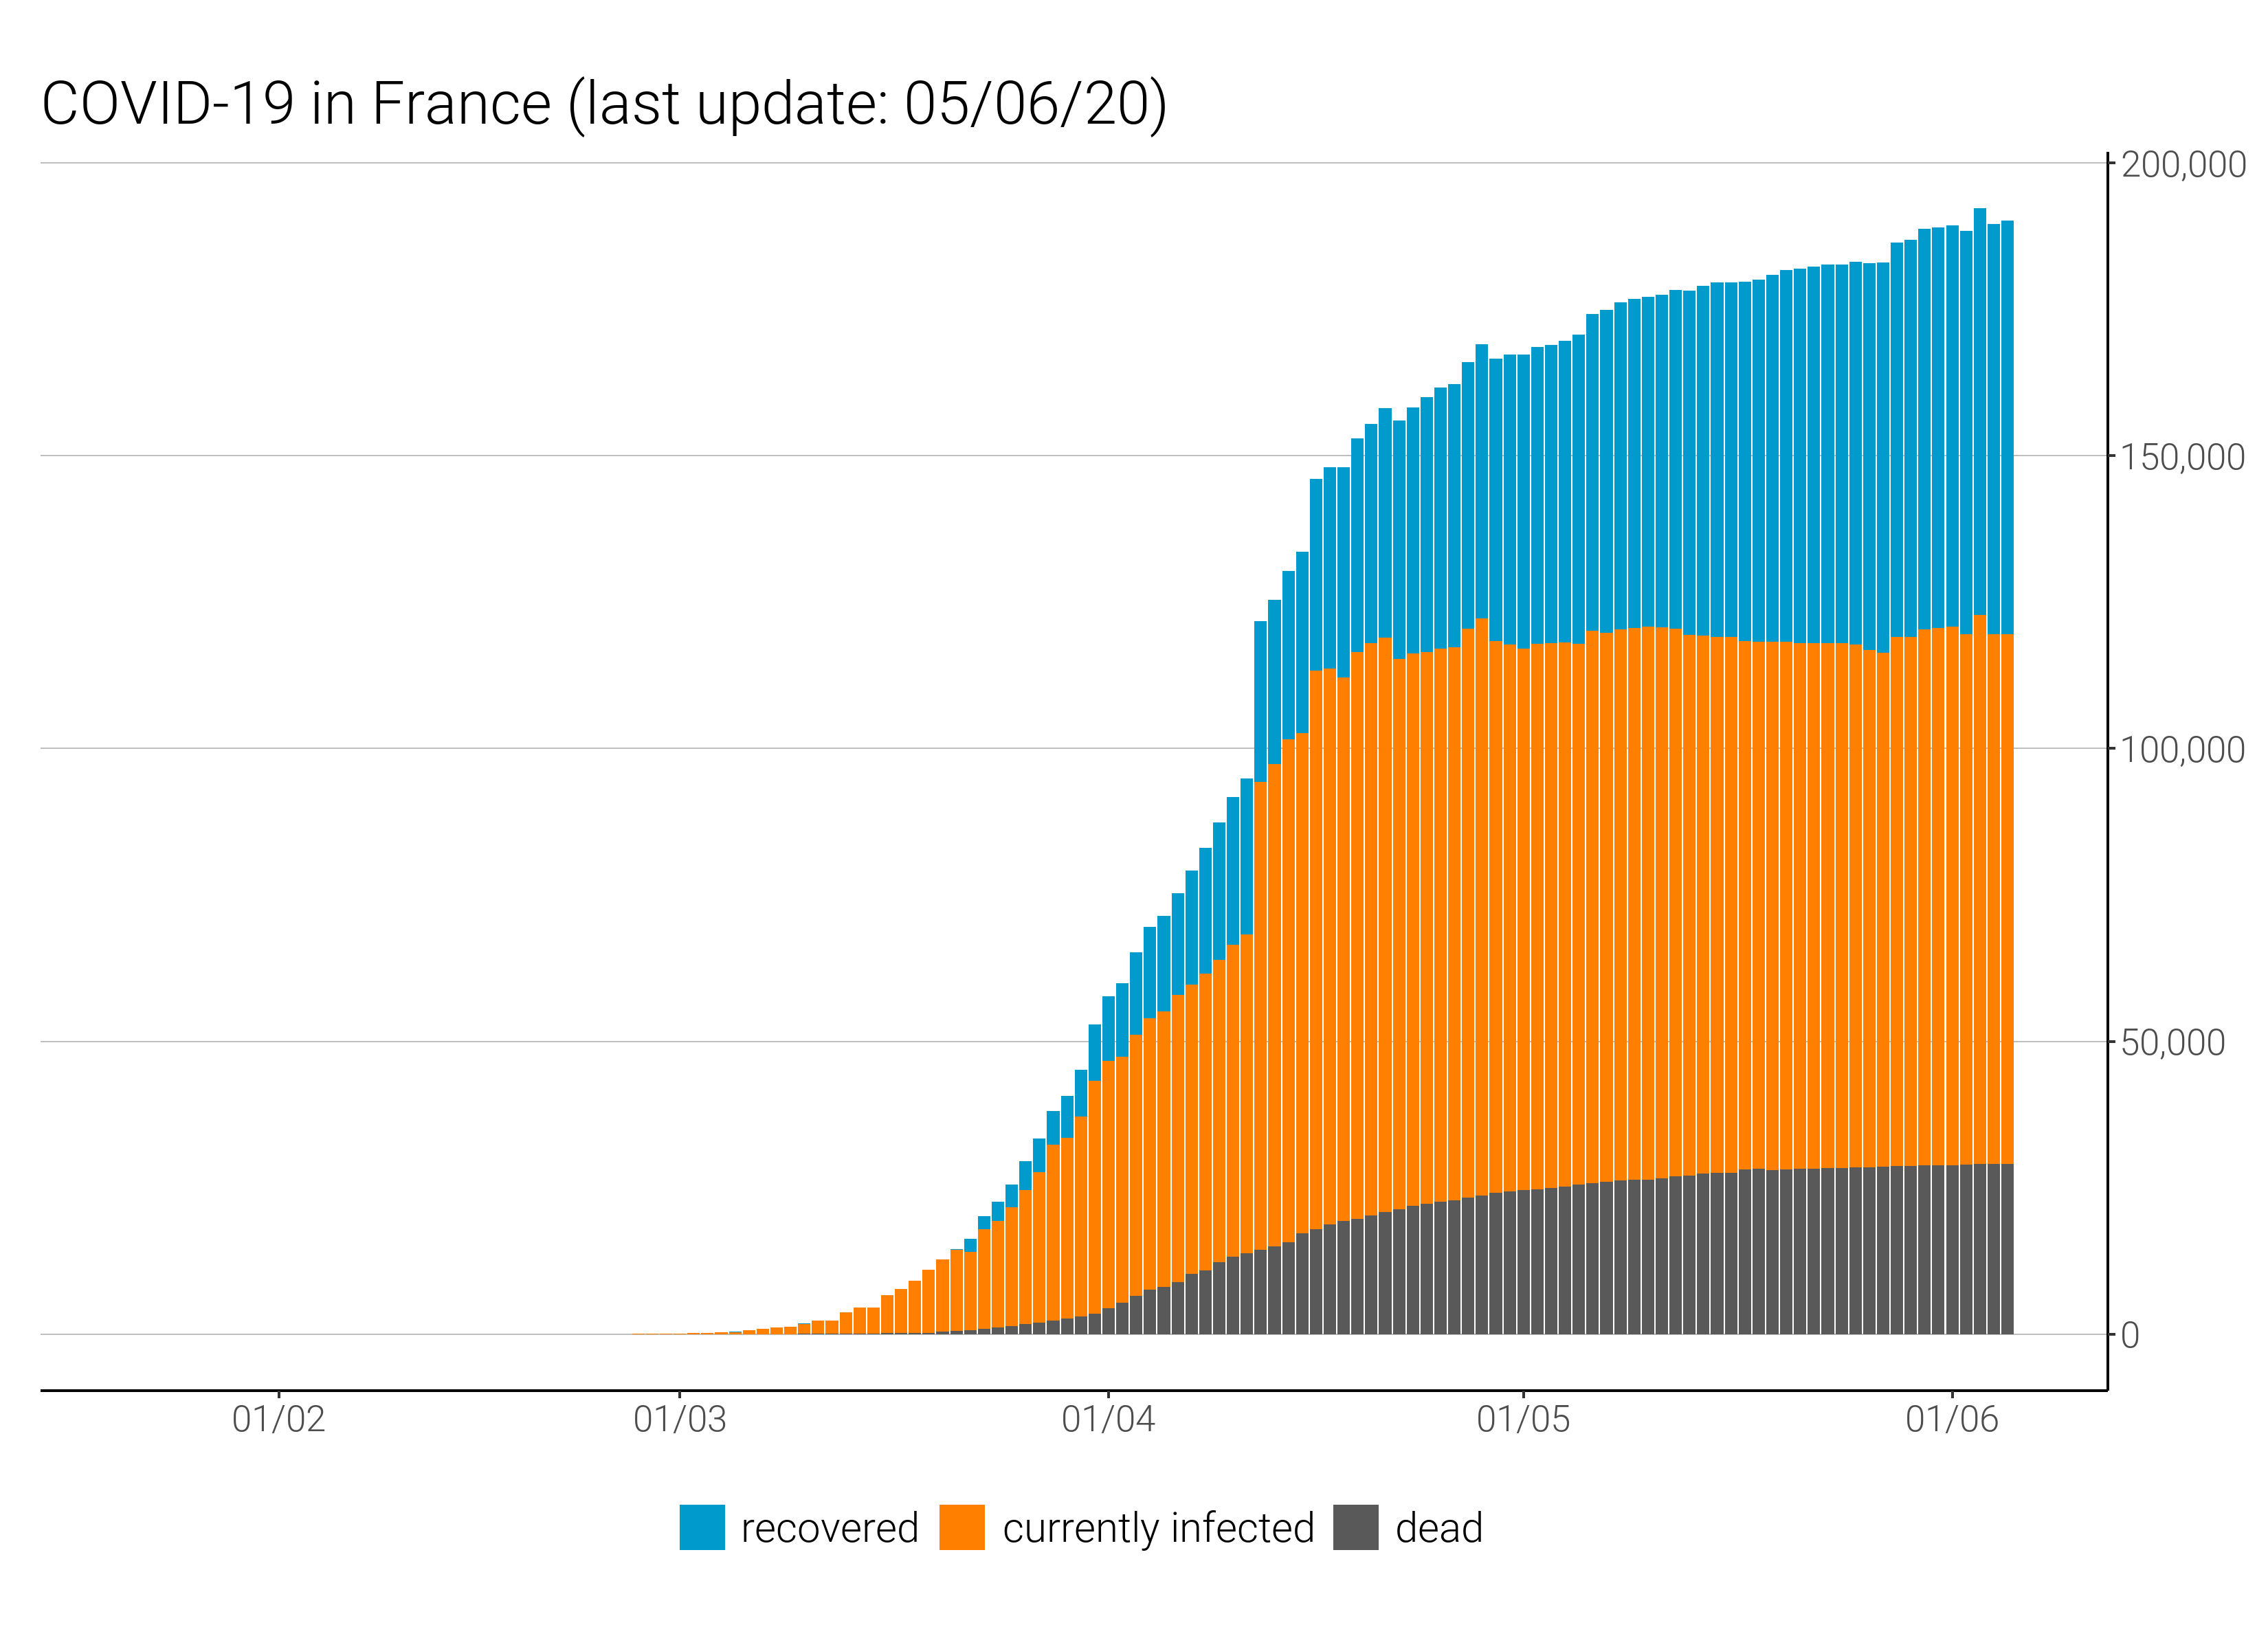 COVID-19 in France (last update: 05/06/20)
200,000
150,000
100,000
50,000
0
01/02 01/03 01/04 01/05 01/06
recovered currently infected dead